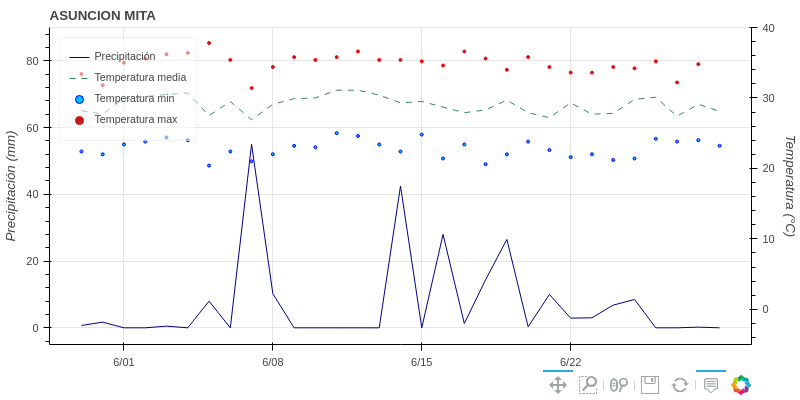 ASUNCION MITA
Precipitación
Temperatura media
Temperatura min
Temperatura max
80
60
40
20
0
Precipitación (mm)
40
30
20
10
0
Temperatura (°C)
6/01
6/08
6/15
6/22